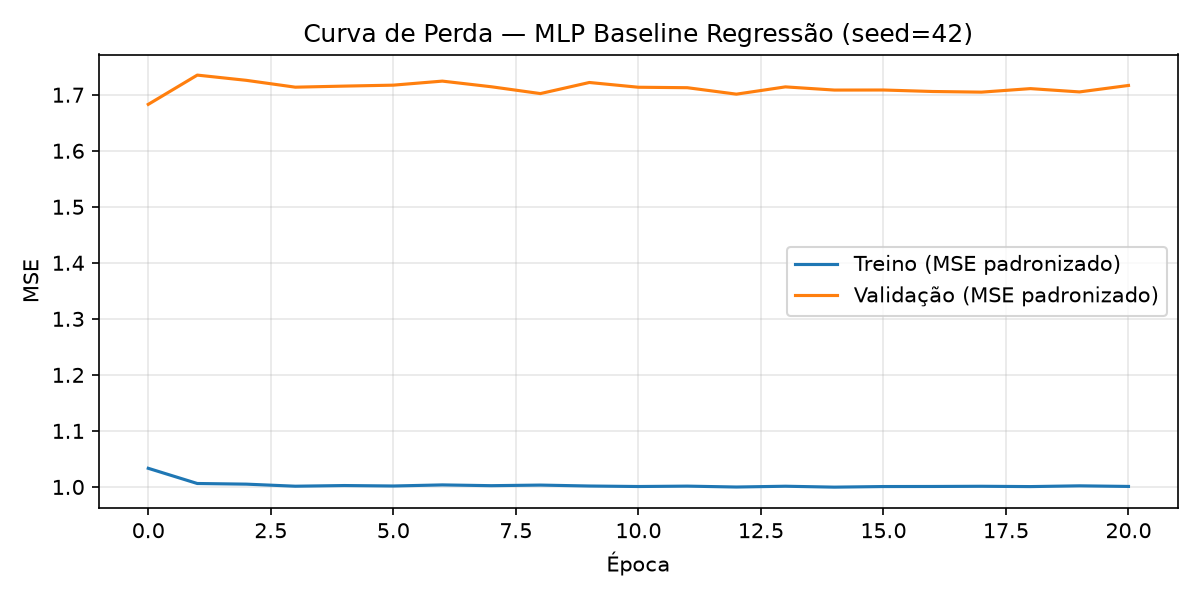 Curva de Perda — MLP Baseline Regressão (seed=42)
1.7
1.6
1.5
1.4
1.3
1.2
1.1
1.0
MSE
Treino (MSE padronizado)
Validação (MSE padronizado)
0.0 2.5 5.0 7.5 10.0 12.5 15.0 17.5 20.0
Época